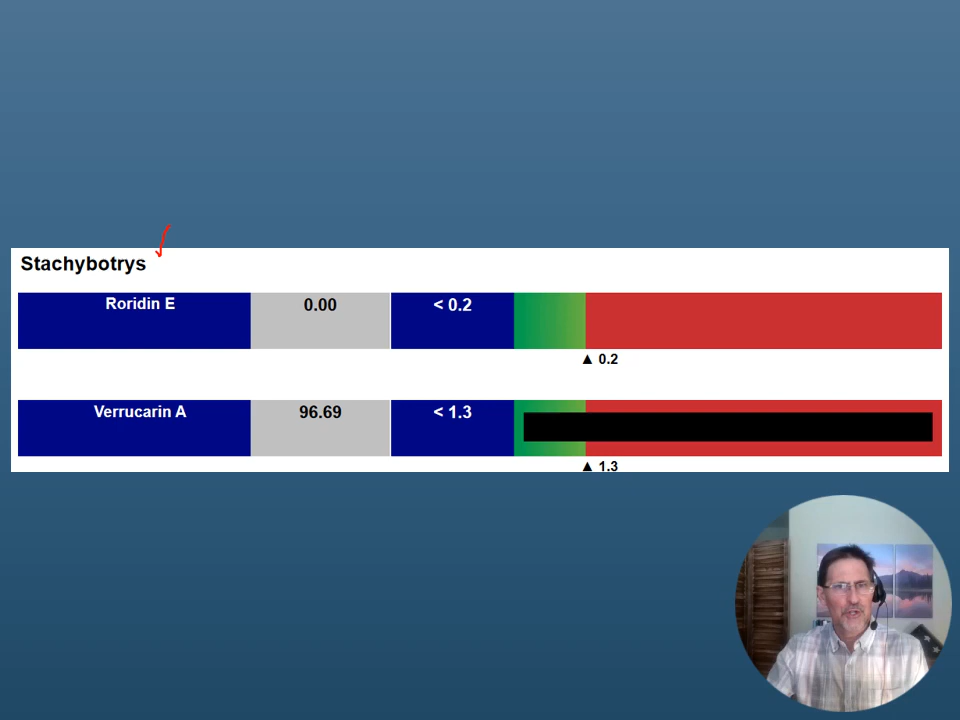 Stachybotrys
Roridin E 0.00 < 0.2
▲ 0.2
Verrucarin A 96.69 < 1.3
▲ 1.3